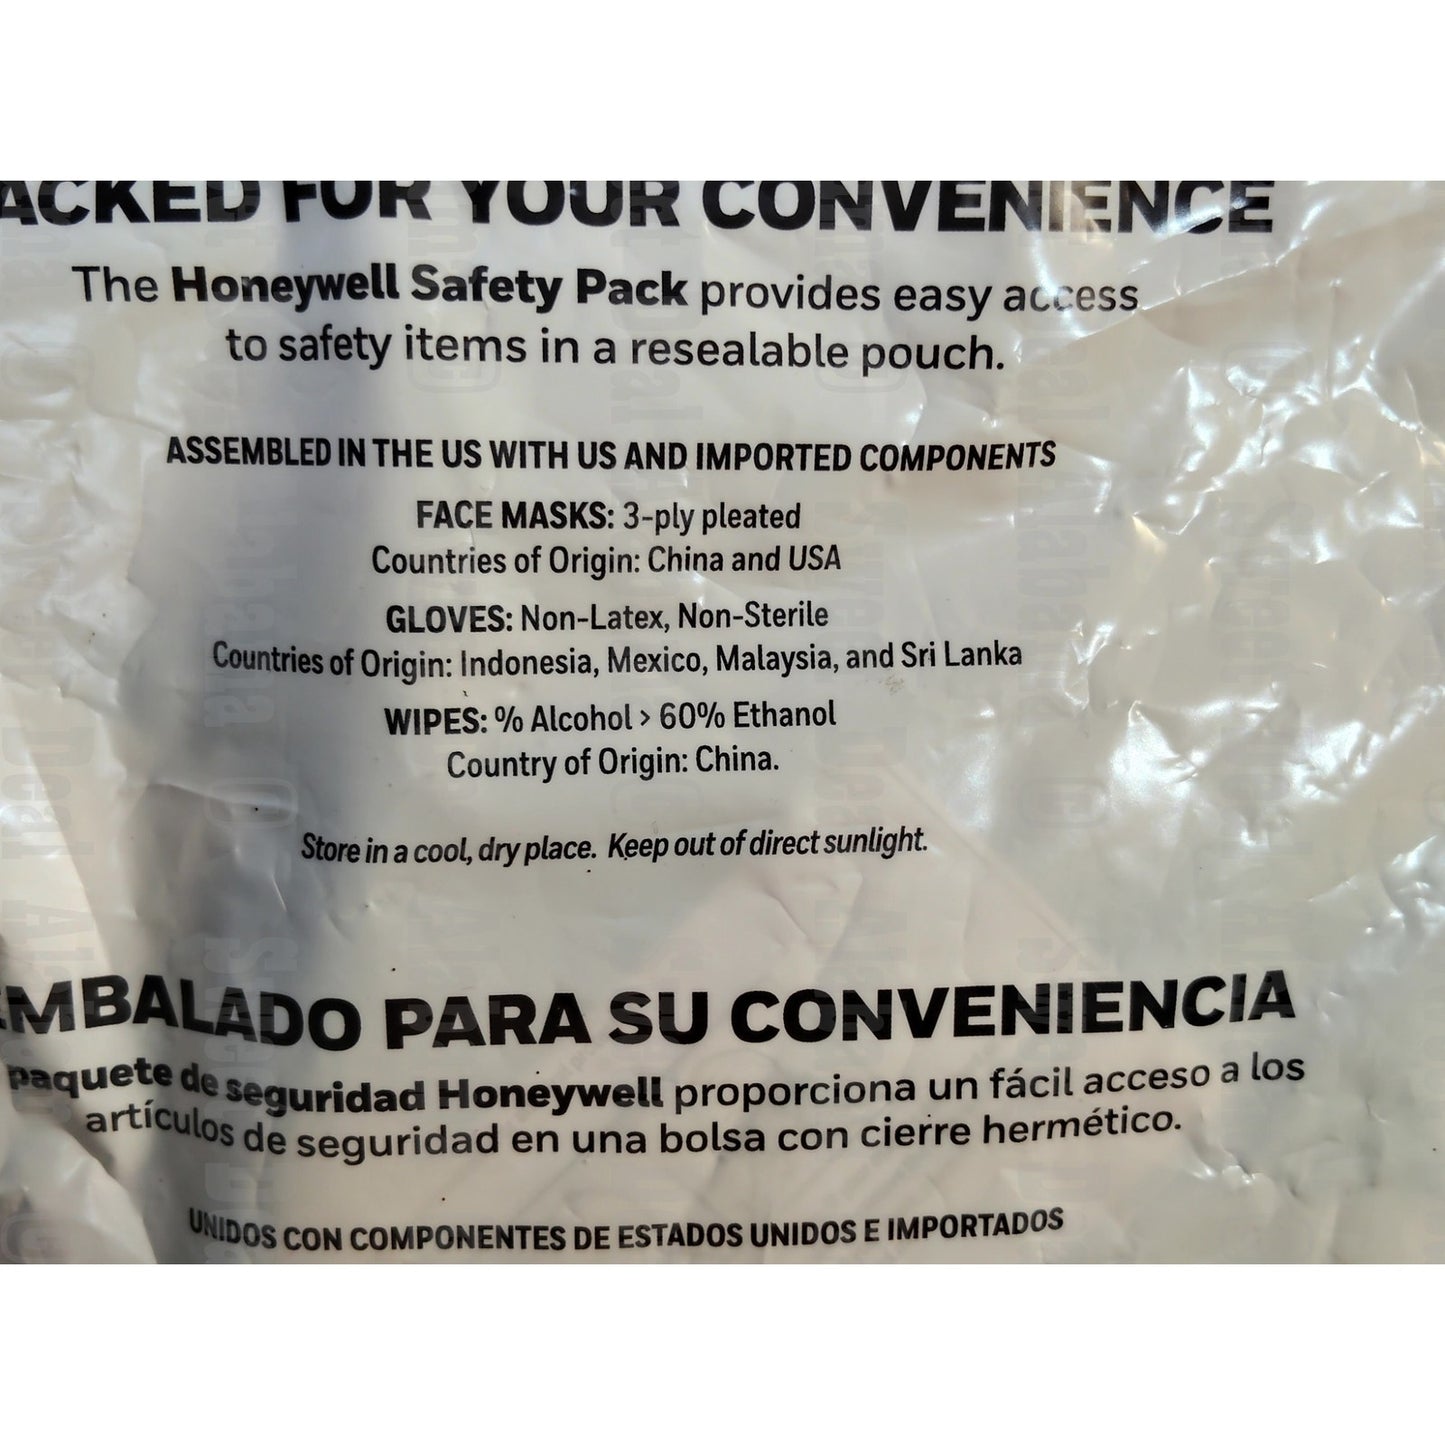 ACKED FOR YOUR CONVENIENCE
The Honeywell Safety Pack provides easy access
to safety items in a resealable pouch.
ASSEMBLED IN THE US WITH US AND IMPORTED COMPONENTS
FACE MASKS: 3-ply pleated
Countries of Origin: China and USA
GLOVES: Non-Latex, Non-Sterile
Countries of Origin: Indonesia, Mexico, Malaysia, and Sri Lanka
WIPES: % Alcohol > 60% Ethanol
Country of Origin: China.
Store in a cool, dry place. Keep out of direct sunlight.
MBALADO PARA SU CONVENIENCIA
paquete de seguridad Honeywell proporciona un fácil acceso a los
artículos de seguridad en una bolsa con cierre hermético.
UNIDOS CON COMPONENTES DE ESTADOS UNIDOS E IMPORTADOS